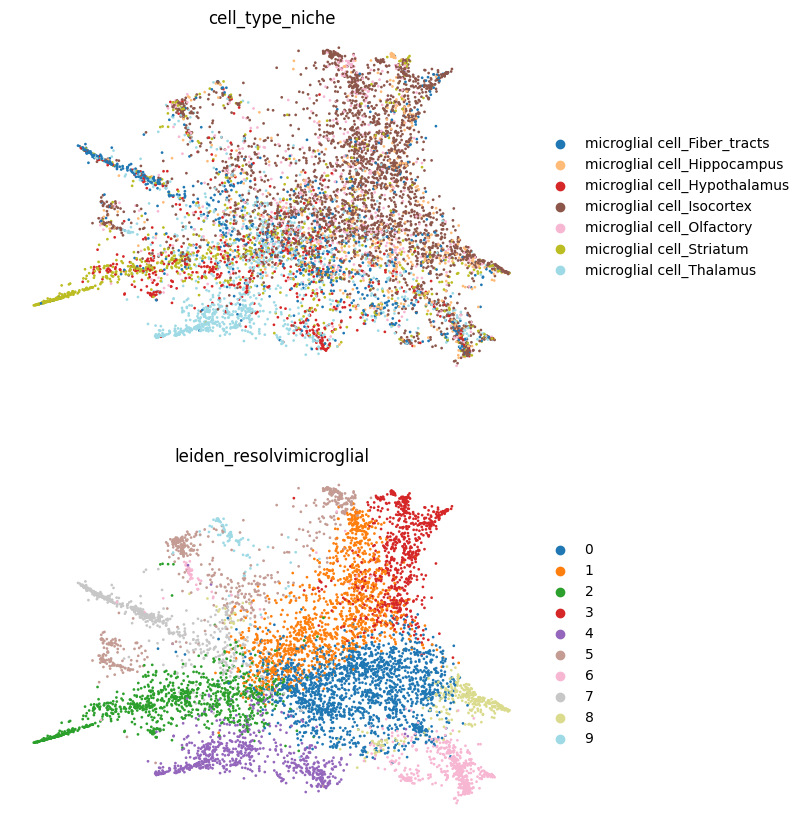 cell_type_niche
microglial cell_Fiber_tracts
microglial cell_Hippocampus
microglial cell_Hypothalamus
microglial cell_Isocortex
microglial cell_Olfactory
microglial cell_Striatum
microglial cell_Thalamus
leiden_resolvimicroglial
0
1
2
3
4
5
6
7
8
9